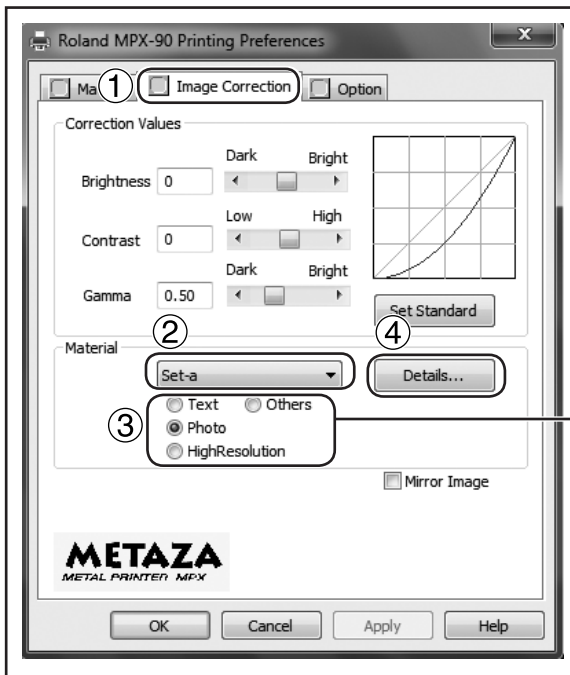 Roland MPX-90 Printing Preferences
x
Ma ① Image Correction Option
Correction Values
Dark Bright
Brightness 0
Low High
Contrast 0
Dark Bright
Gamma 0.50
Set Standard
② ④
Material
Set-a Details...
③ Text Others
Photo
HighResolution
Mirror Image
METAZA
METAL PRINTER MPX
OK Cancel Apply Help